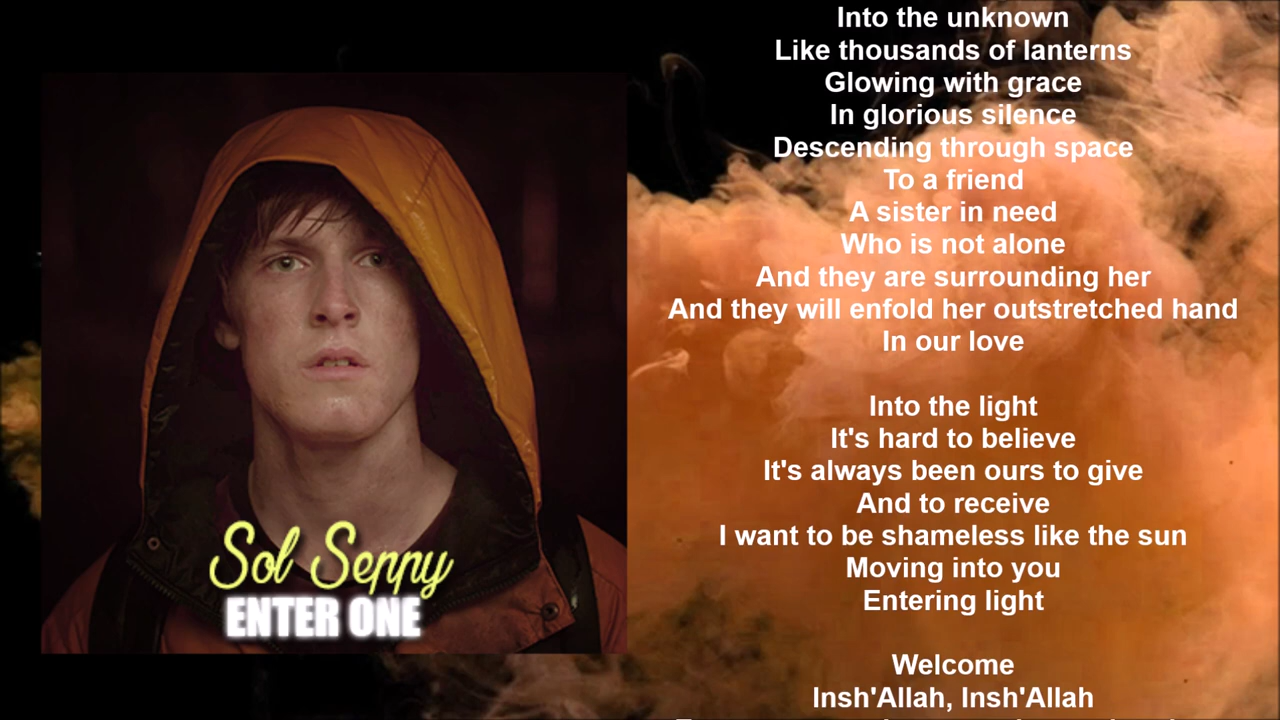 Sol Seppy
ENTER ONE
Into the unknown
Like thousands of lanterns
Glowing with grace
In glorious silence
Descending through space
To a friend
A sister in need
Who is not alone
And they are surrounding her
And they will enfold her outstretched hand
In our love
Into the light
It's hard to believe
It's always been ours to give
And to receive
I want to be shameless like the sun
Moving into you
Entering light
Welcome
Insh'Allah, Insh'Allah